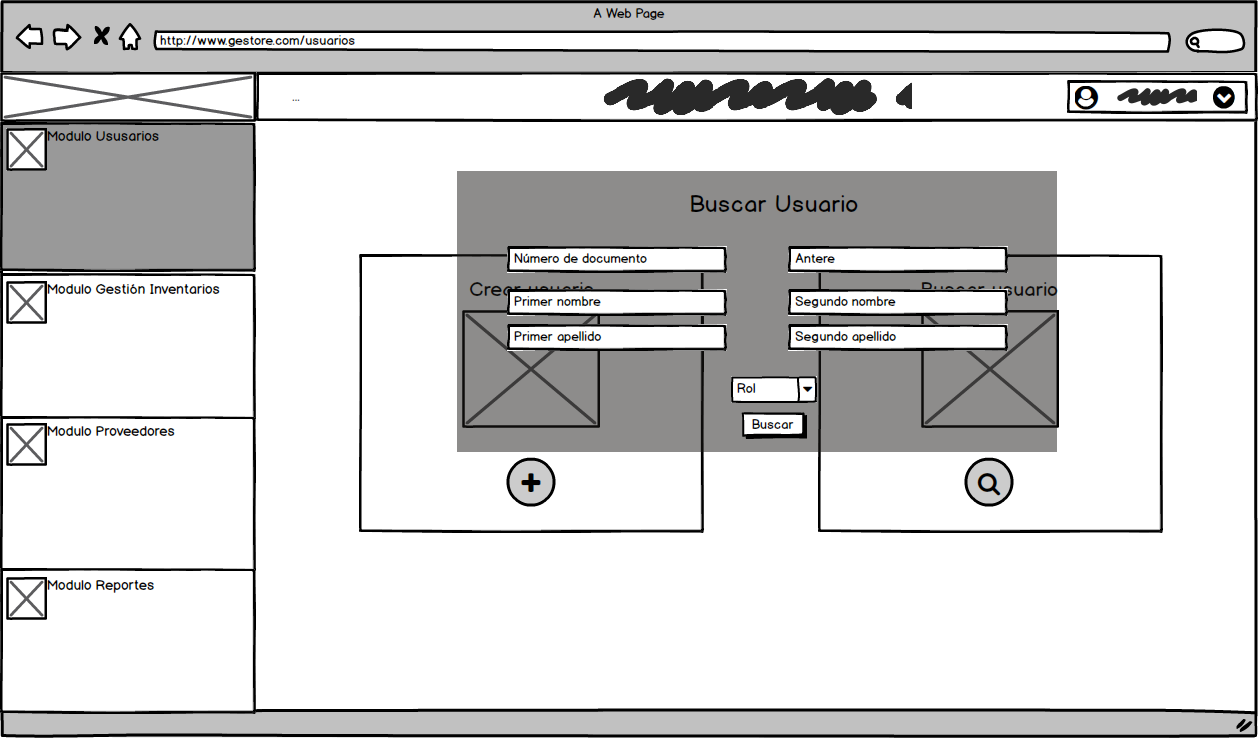 A Web Page
http://www.gestore.com/usuarios
...
Modulo Ususarios
Modulo Gestión Inventarios
Modulo Proveedores
Modulo Reportes
Buscar Usuario
Número de documento
Antere
Crear usuario
Buscar usuario
Primer nombre
Segundo nombre
Primer apellido
Segundo apellido
Rol
Buscar